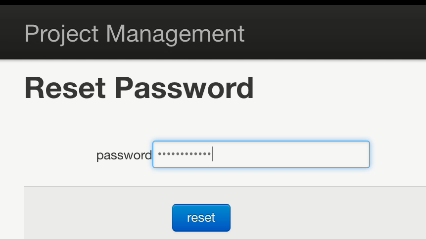 Project Management
Reset Password
password ••••••••••••
reset